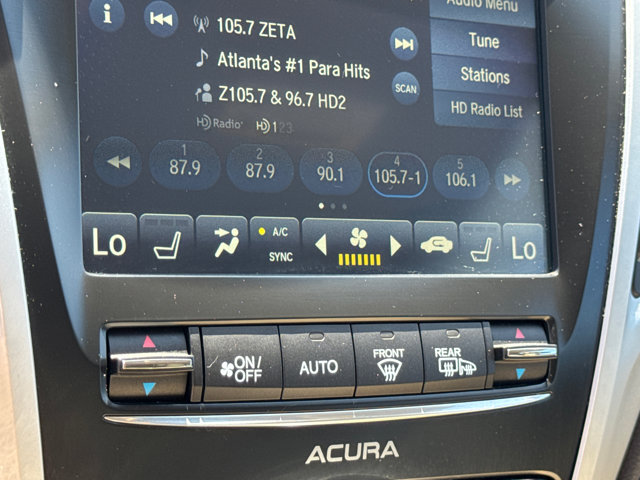 i
105.7 ZETA
Audio Menu
Atlanta's #1 Para Hits
Tune
SCAN
Stations
Z105.7 & 96.7 HD2
HD Radio List
HD Radio HD 123
1 2 3 4 5
87.9 87.9 90.1 105.7-1 106.1
Lo A/C SYNC Lo
ON/OFF AUTO FRONT REAR
ACURA